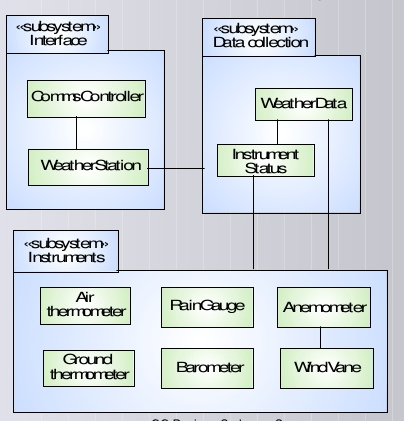 «subsystem»
Interface
CommsController
WeatherStation
«subsystem»
Data collection
WeatherData
Instrument
Status
«subsystem»
Instruments
Air
thermometer
RainGauge
Anemometer
Ground
thermometer
Barometer
WindVane